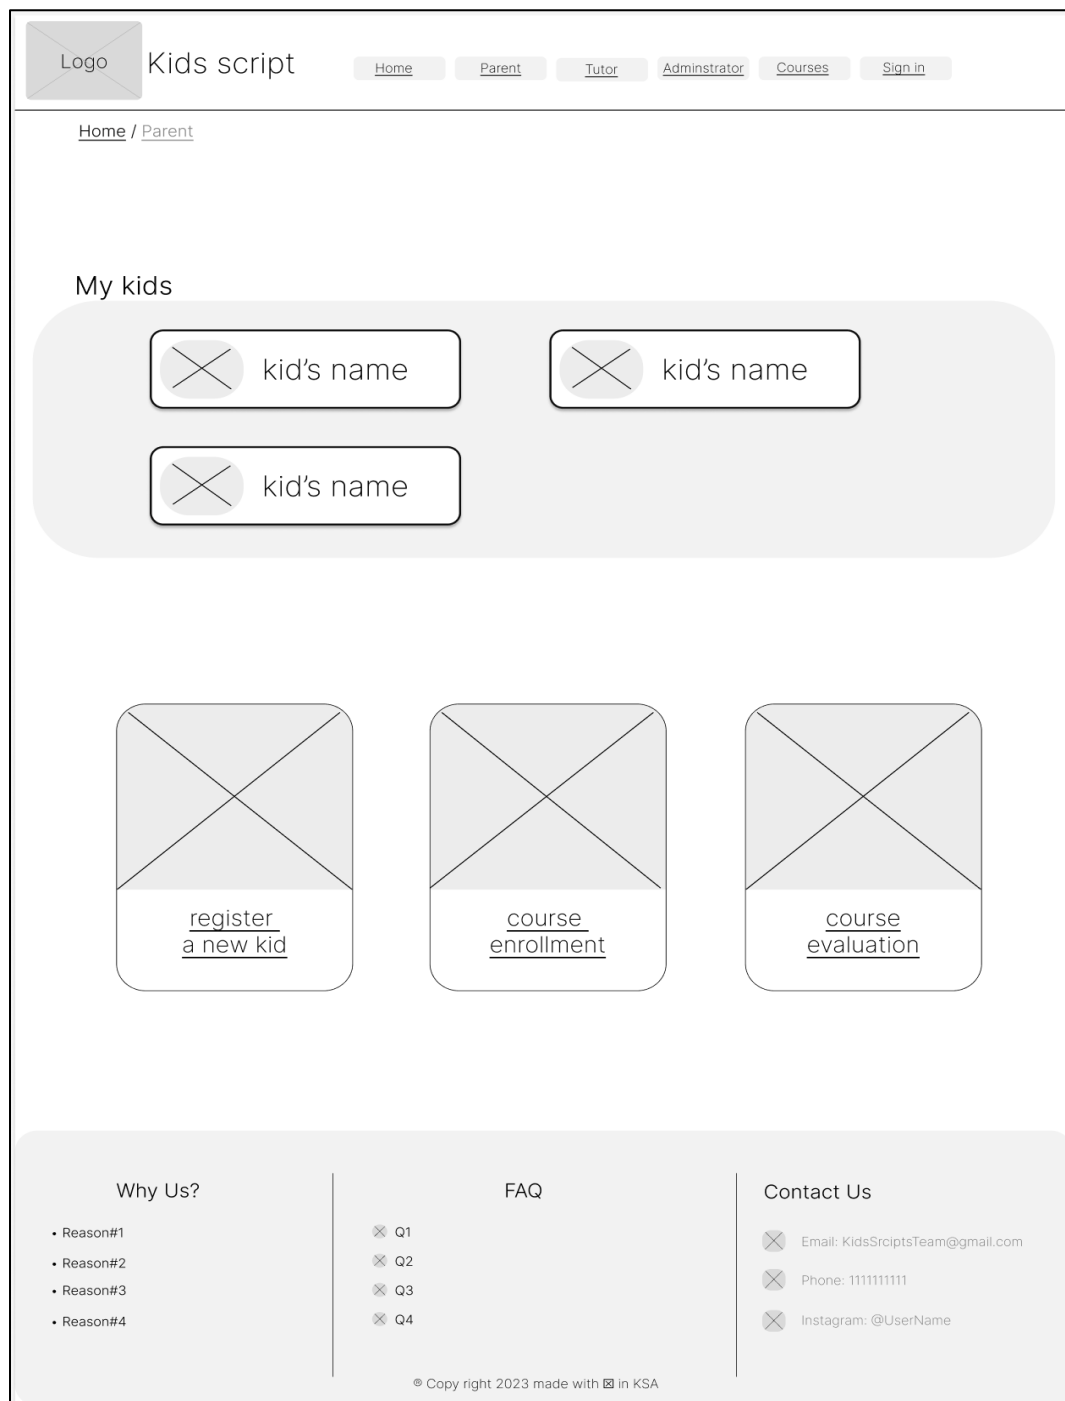 Logo
Kids script
Home
Parent
Tutor
Adminstrator
Courses
Sign in
Home / Parent
My kids
kid's name
kid's name
kid's name
register
a new kid
course
enrollment
course
evaluation
Why Us?
• Reason#1
• Reason#2
• Reason#3
• Reason#4
FAQ
Q1
Q2
Q3
Q4
Contact Us
Email: KidsSrciptsTeam@gmail.com
Phone: 1111111111
Instagram: @UserName
® Copy right 2023 made with ☒ in KSA